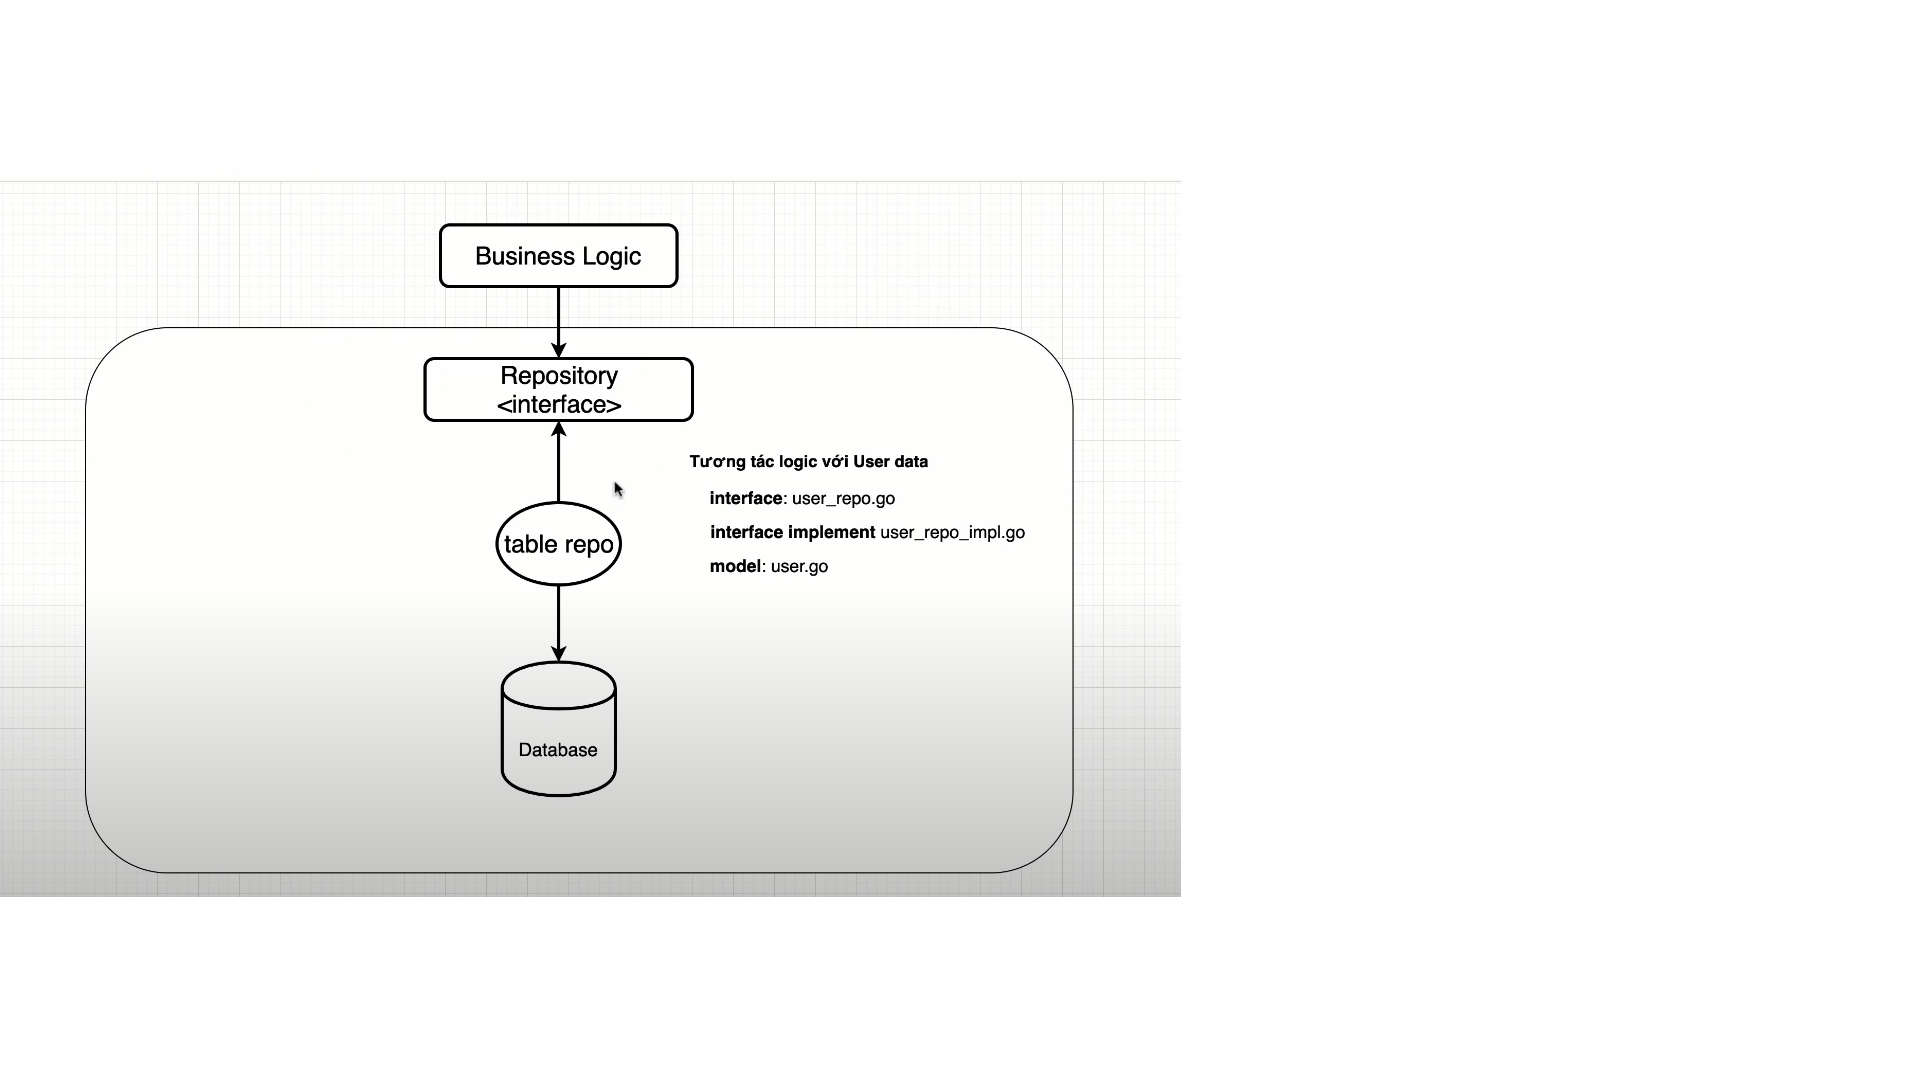 Business Logic
Repository
<interface>
Tương tác logic với User data
interface: user_repo.go
interface implement user_repo_impl.go
table repo
model: user.go
Database